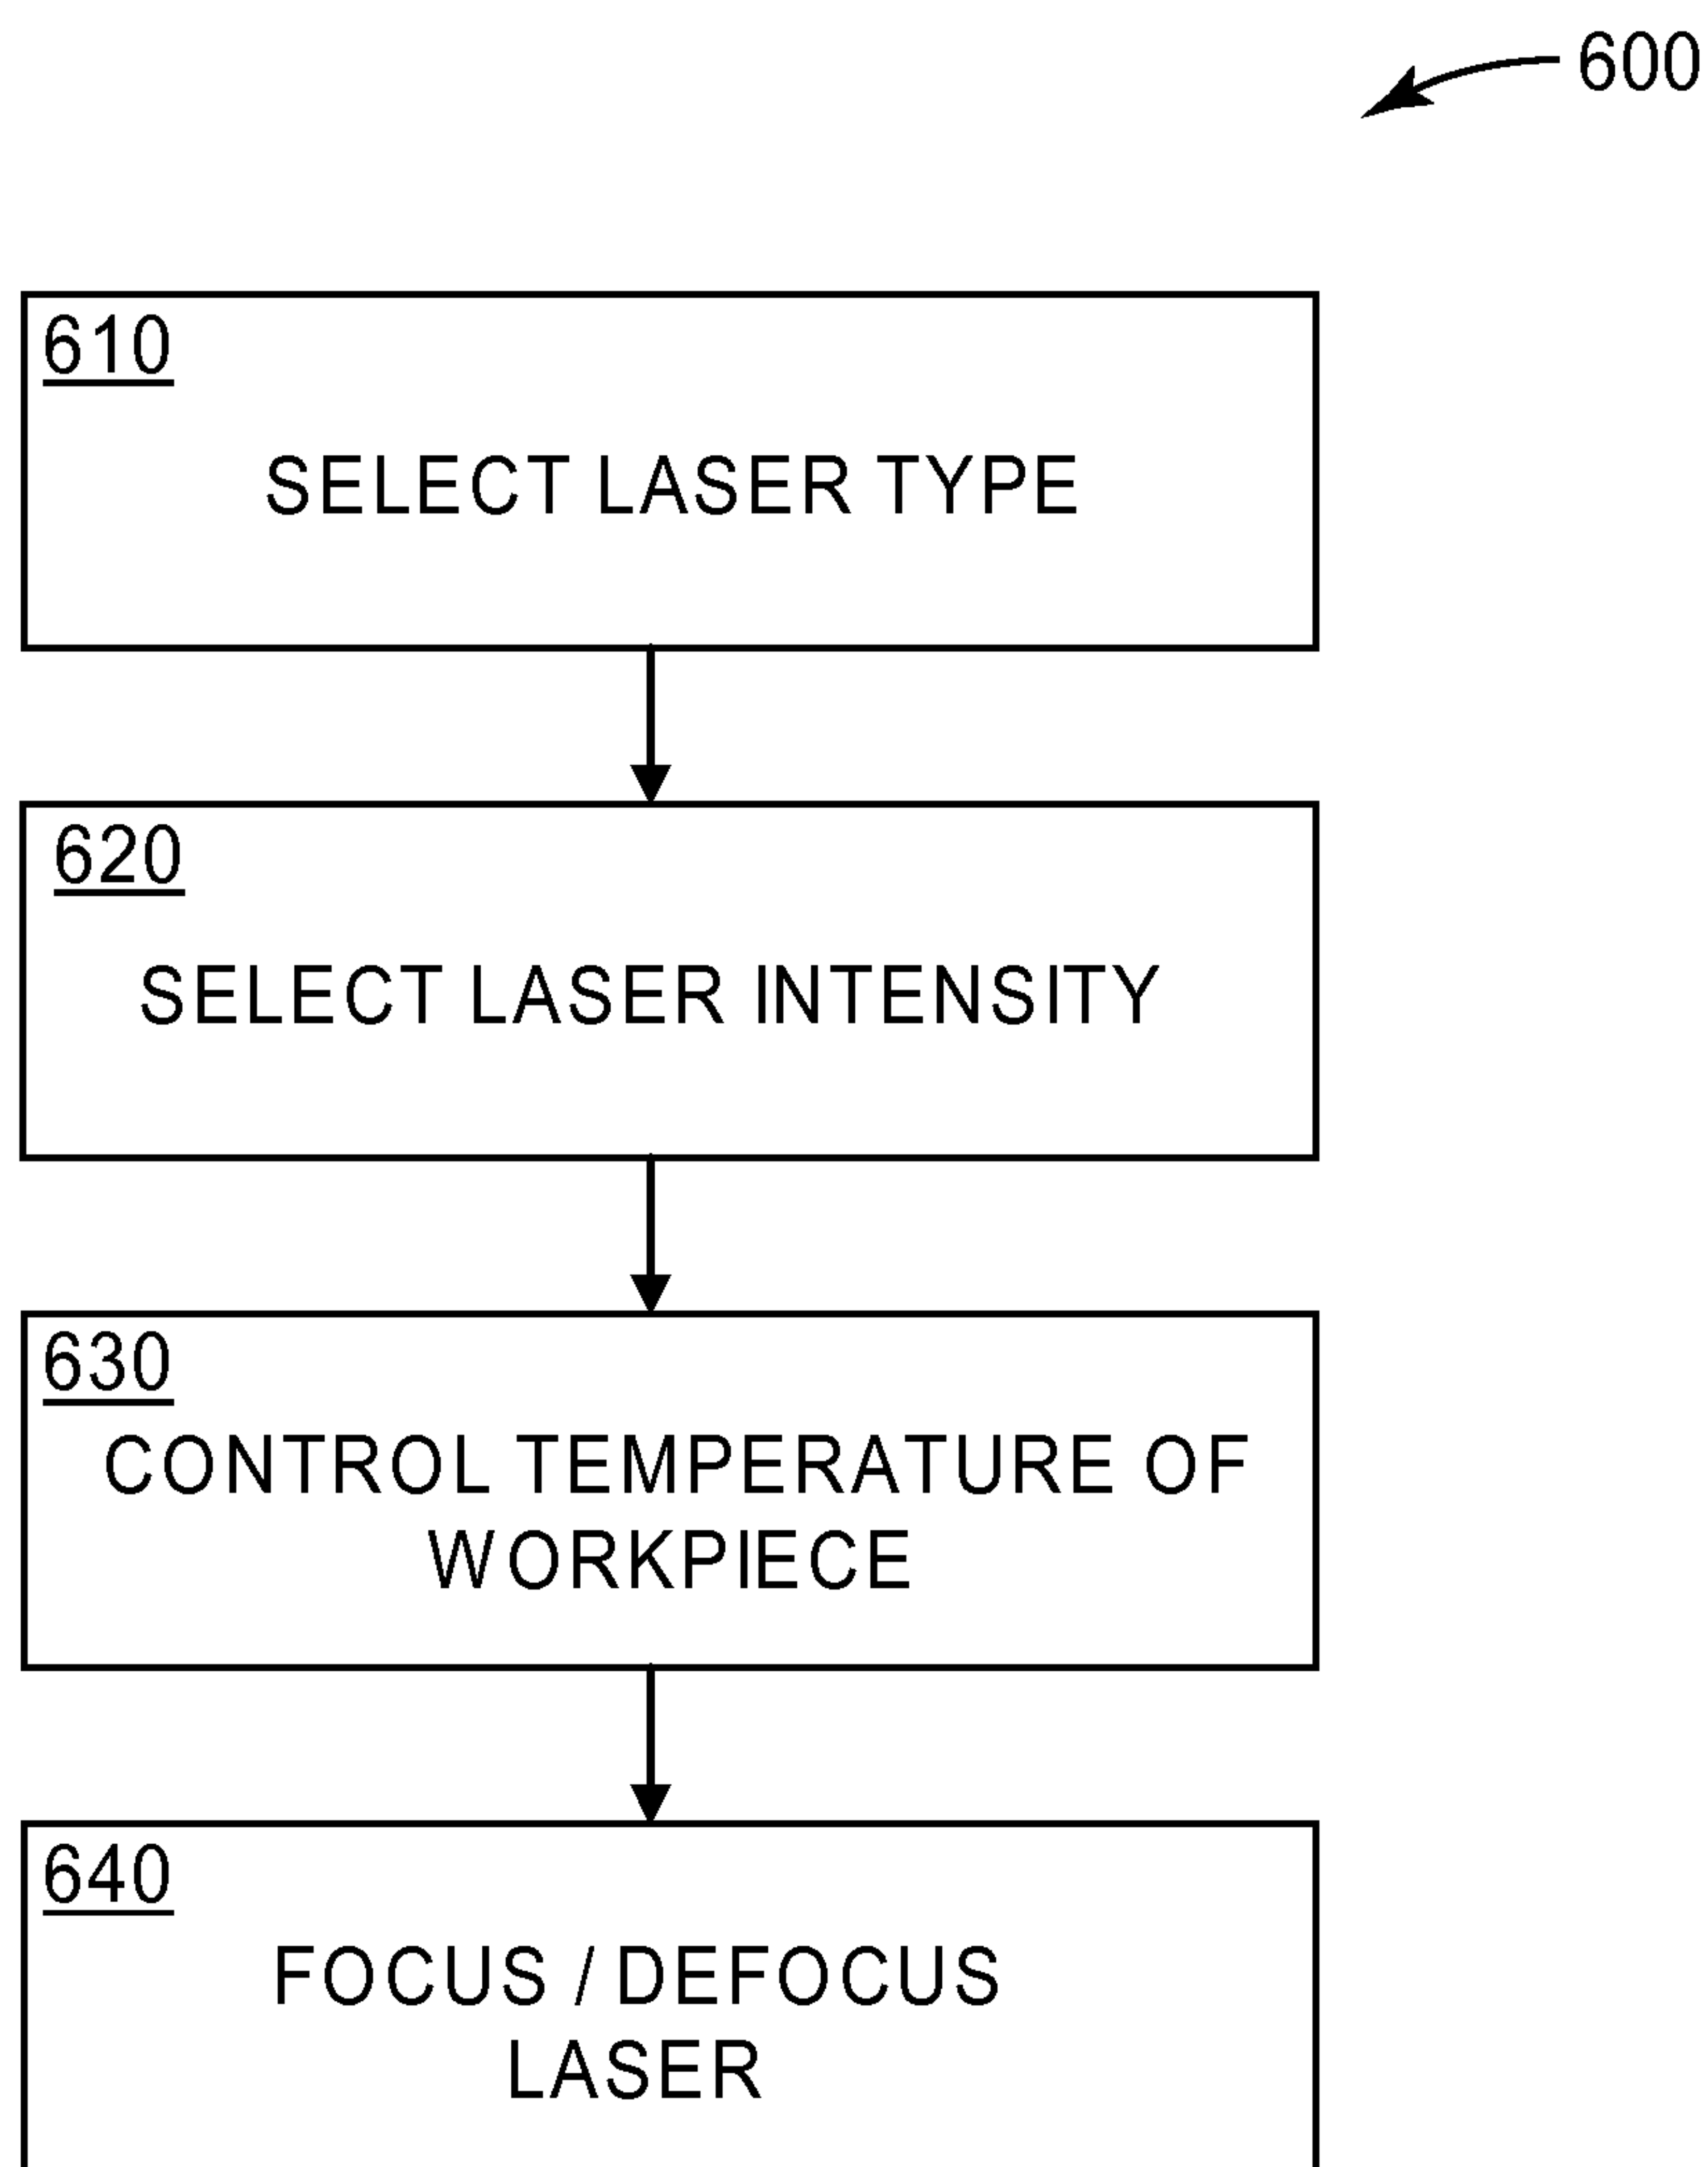 600
610
SELECT LASER TYPE
620
SELECT LASER INTENSITY
630
CONTROL TEMPERATURE OF
WORKPIECE
640
FOCUS / DEFOCUS
LASER